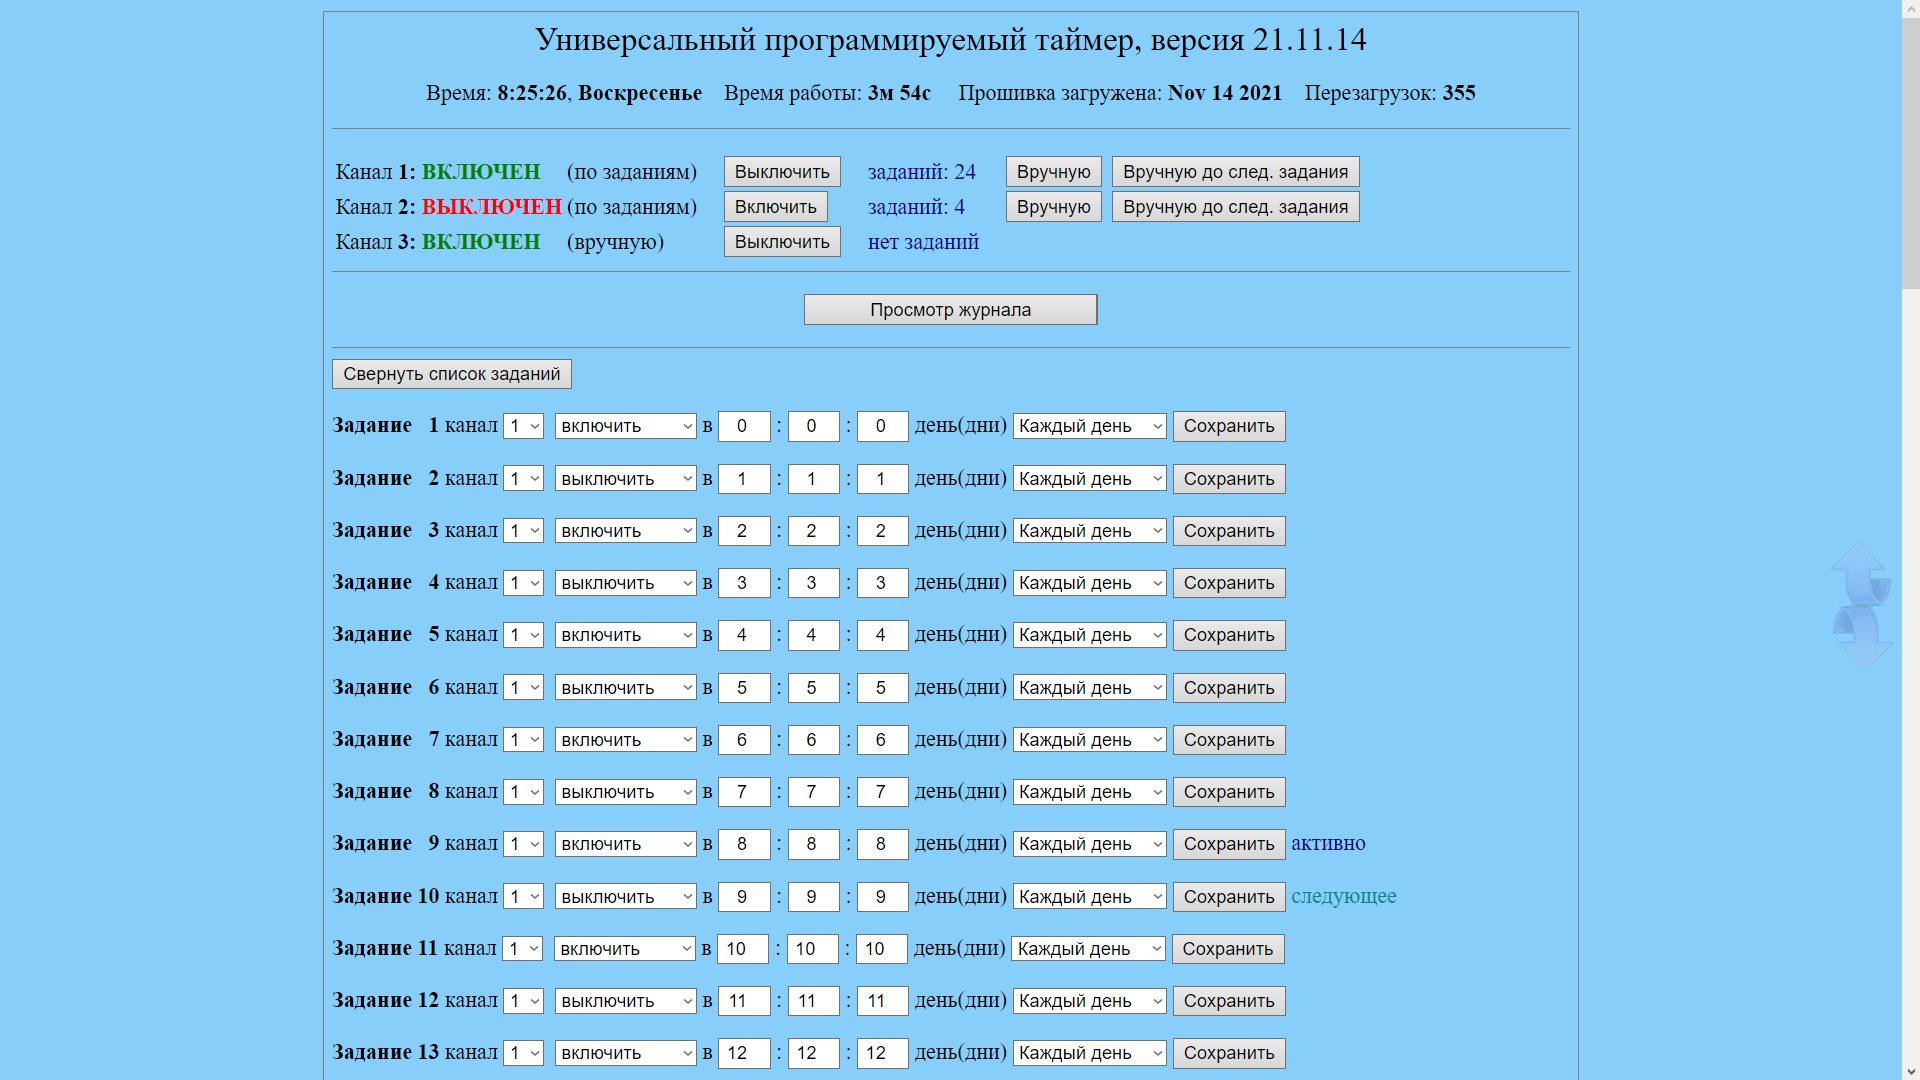 Универсальный программируемый таймер, версия 21.11.14
Время: 8:25:26, Воскресенье Время работы: 3м 54с Прошивка загружена: Nov 14 2021 Перезагрузок: 355
Канал 1: ВКЛЮЧЕН (по заданиям) Выключить заданий: 24 Вручную Вручную до след. задания
Канал 2: ВЫКЛЮЧЕН (по заданиям) Включить заданий: 4 Вручную Вручную до след. задания
Канал 3: ВКЛЮЧЕН (вручную) Выключить нет заданий
Просмотр журнала
Свернуть список заданий
Задание 1 канал 1 включить в 0 : 0 : 0 день(дни) Каждый день Сохранить
Задание 2 канал 1 выключить в 1 : 1 : 1 день(дни) Каждый день Сохранить
Задание 3 канал 1 включить в 2 : 2 : 2 день(дни) Каждый день Сохранить
Задание 4 канал 1 выключить в 3 : 3 : 3 день(дни) Каждый день Сохранить
Задание 5 канал 1 включить в 4 : 4 : 4 день(дни) Каждый день Сохранить
Задание 6 канал 1 выключить в 5 : 5 : 5 день(дни) Каждый день Сохранить
Задание 7 канал 1 включить в 6 : 6 : 6 день(дни) Каждый день Сохранить
Задание 8 канал 1 выключить в 7 : 7 : 7 день(дни) Каждый день Сохранить
Задание 9 канал 1 включить в 8 : 8 : 8 день(дни) Каждый день Сохранить активно
Задание 10 канал 1 выключить в 9 : 9 : 9 день(дни) Каждый день Сохранить следующее
Задание 11 канал 1 включить в 10 : 10 : 10 день(дни) Каждый день Сохранить
Задание 12 канал 1 выключить в 11 : 11 : 11 день(дни) Каждый день Сохранить
Задание 13 канал 1 включить в 12 : 12 : 12 день(дни) Каждый день Сохранить